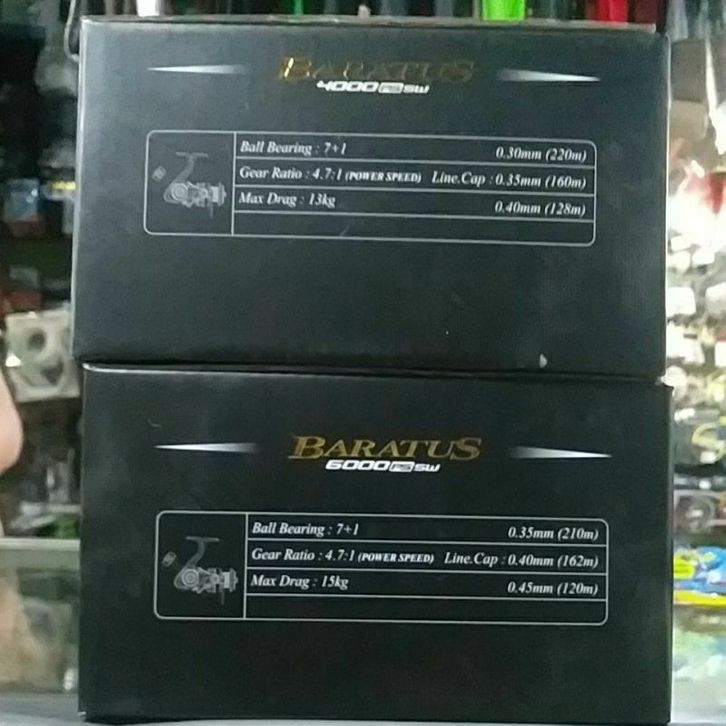 BARATUS
4000 PS SW
Ball Bearing : 7+1 0.30mm (220m)
Gear Ratio : 4.7:1 (POWER SPEED) Line.Cap : 0.35mm (160m)
Max Drag : 13kg 0.40mm (128m)
BARATUS
6000 PS SW
Ball Bearing : 7+1 0.35mm (210m)
Gear Ratio : 4.7:1 (POWER SPEED) Line.Cap : 0.40mm (162m)
Max Drag : 15kg 0.45mm (120m)